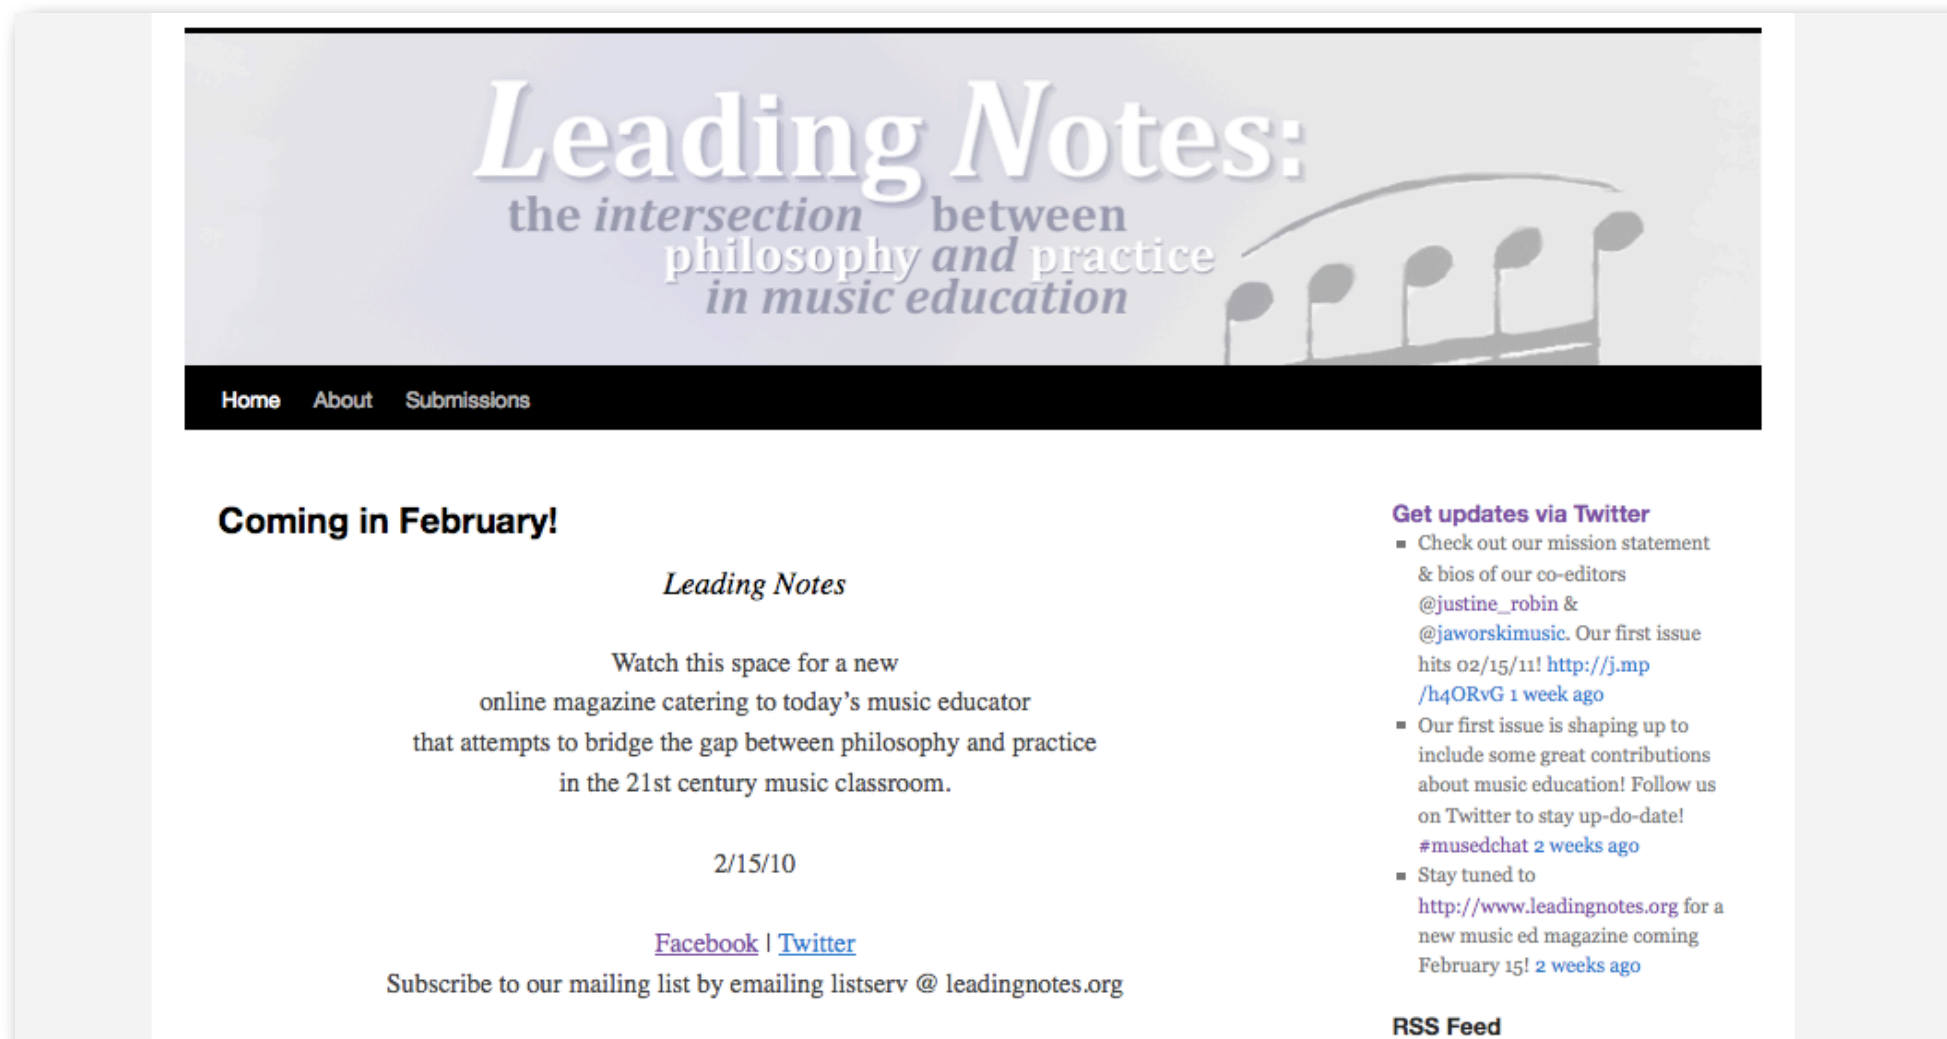 Leading Notes:
the intersection between
philosophy and practice
in music education
Home About Submissions
Coming in February!
Leading Notes
Watch this space for a new
online magazine catering to today's music educator
that attempts to bridge the gap between philosophy and practice
in the 21st century music classroom.
2/15/10
Facebook | Twitter
Subscribe to our mailing list by emailing listserv @ leadingnotes.org
Get updates via Twitter
Check out our mission statement
& bios of our co-editors
@justine_robin &
@jaworskimusic. Our first issue
hits 02/15/11! http://j.mp
/h4ORvG 1 week ago
Our first issue is shaping up to
include some great contributions
about music education! Follow us
on Twitter to stay up-do-date!
#musedchat 2 weeks ago
Stay tuned to
http://www.leadingnotes.org for a
new music ed magazine coming
February 15! 2 weeks ago
RSS Feed